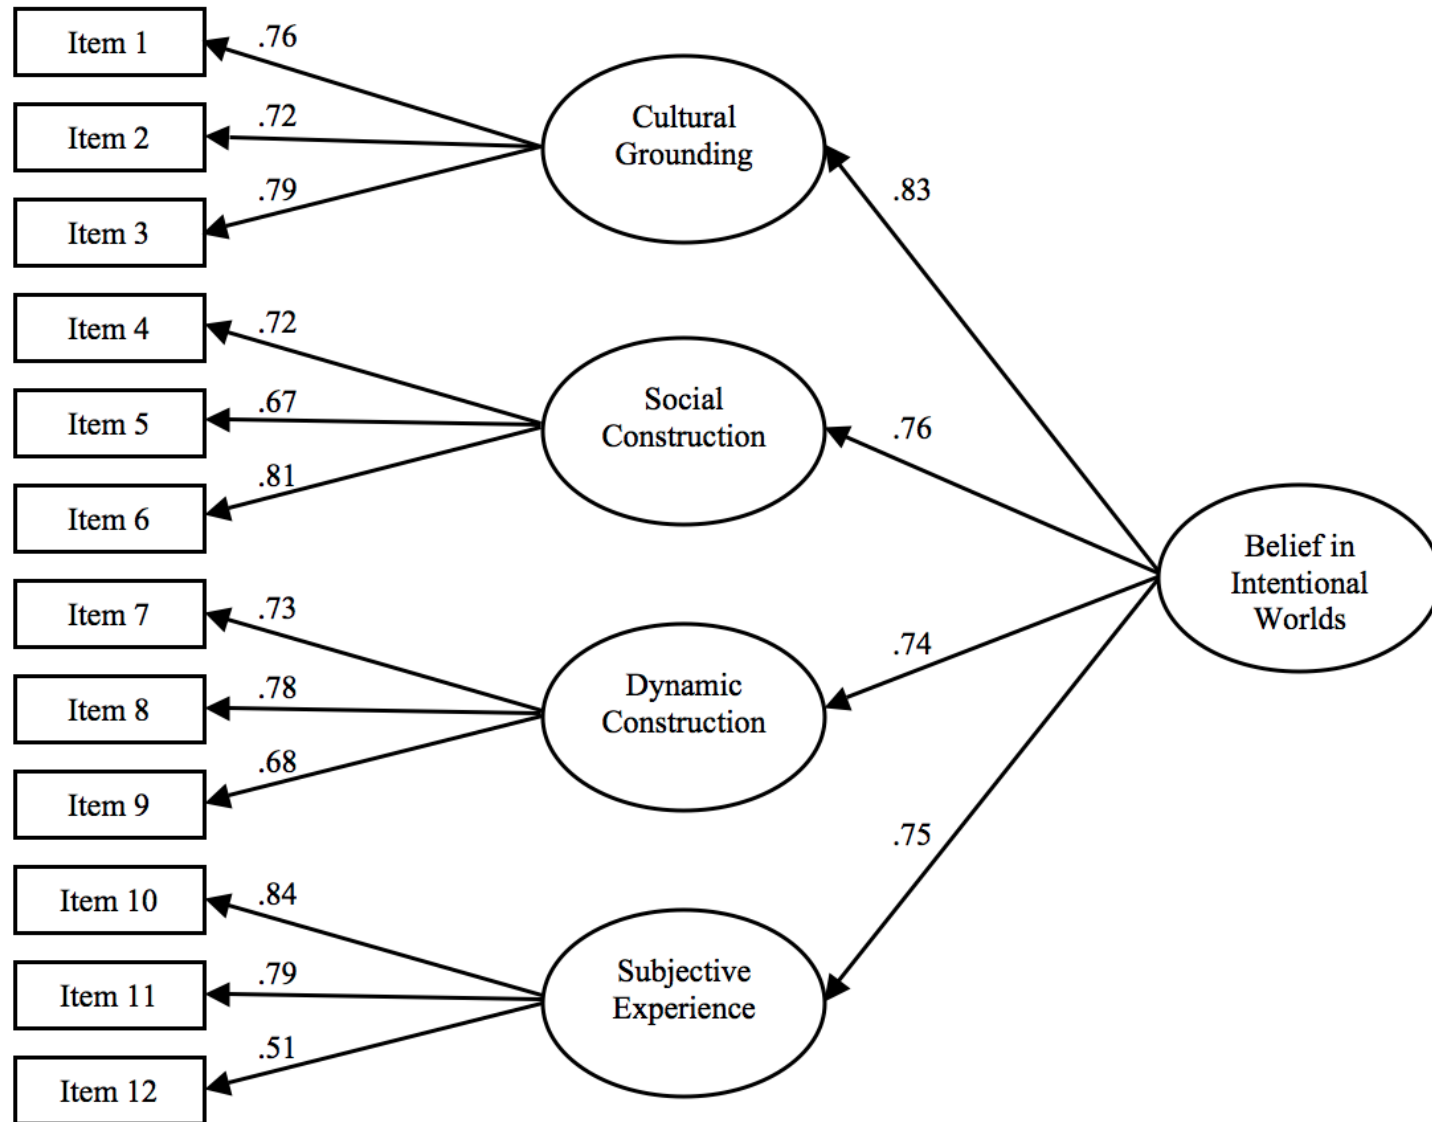 Item 1
.76
Item 2
.72
Item 3
.79
Cultural
Grounding
.83
Item 4
.72
Item 5
.67
Item 6
.81
Social
Construction
.76
Item 7
.73
Item 8
.78
Item 9
.68
Dynamic
Construction
.74
Item 10
.84
Item 11
.79
Item 12
.51
Subjective
Experience
.75
Belief in
Intentional
Worlds